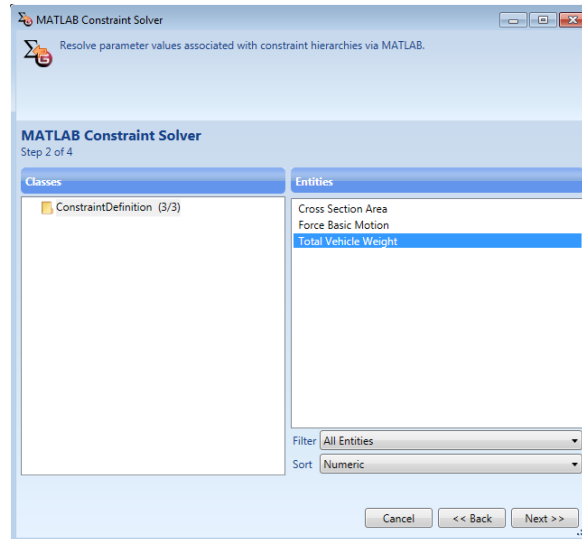 MATLAB Constraint Solver
Resolve parameter values associated with constraint hierarchies via MATLAB.
MATLAB Constraint Solver
Step 2 of 4
Classes
ConstraintDefinition (3/3)
Entities
Cross Section Area
Force Basic Motion
Total Vehicle Weight
Filter All Entities
Sort Numeric
Cancel << Back Next >>